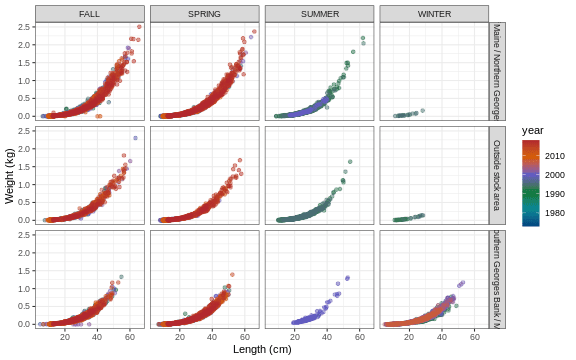 FALL SPRING SUMMER WINTER
2.5
2.0
1.5
1.0
0.5
0.0
Maine / Northern George
2.5
2.0
1.5
1.0
0.5
0.0
Outside stock area
2.5
2.0
1.5
1.0
0.5
0.0
Southern Georges Bank / M
Weight (kg)
20 40 60 20 40 60 20 40 60 20 40 60
Length (cm)
year
2010
2000
1990
1980